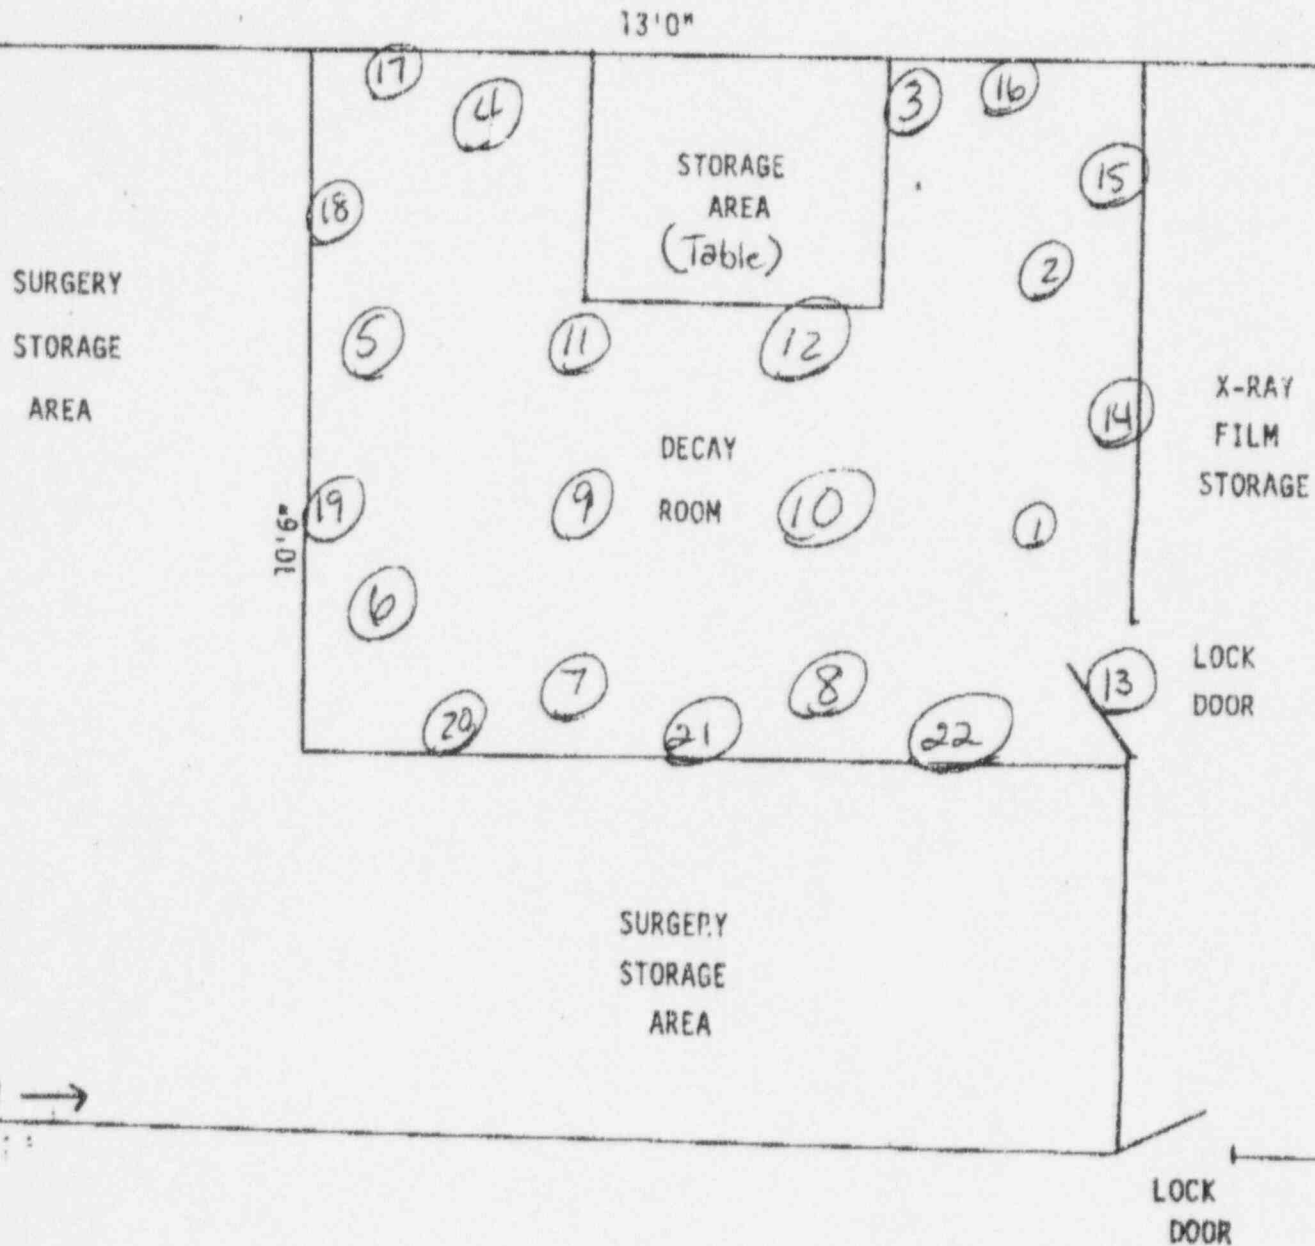 13'0"
17
4
3
16
STORAGE
AREA
(Table)
15
18
2
SURGERY
STORAGE
AREA
5
11
12
14
X-RAY
FILM
STORAGE
DECAY
ROOM
19
9
10
1
10'9"
6
7
8
13
LOCK
DOOR
20
21
22
SURGERY
STORAGE
AREA
LOCK
DOOR